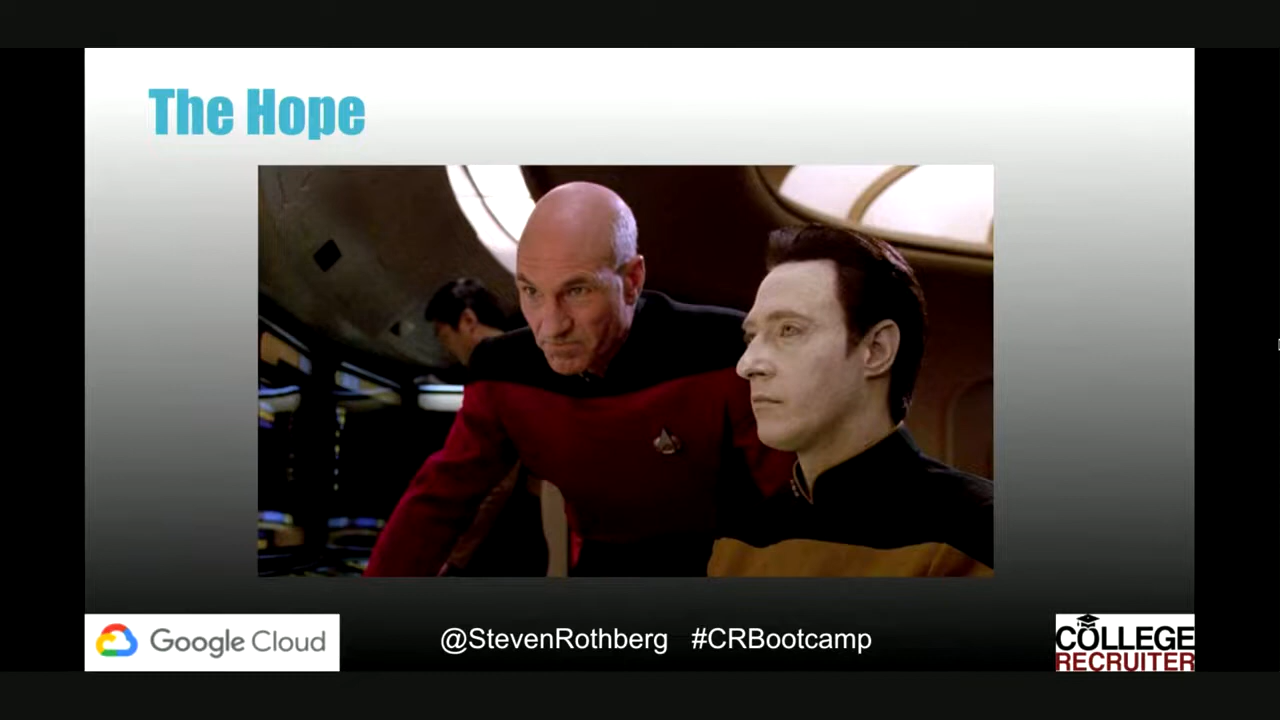 The Hope
Google Cloud
@StevenRothberg #CRBootcamp
COLLEGE
RECRUITER